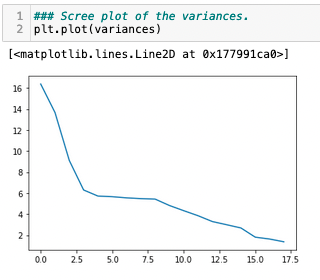 1 ### Scree plot of the variances.
2 plt.plot(variances)
[<matplotlib.lines.Line2D at 0x177991ca0>]
16
14
12
10
8
6
4
2
0.0 2.5 5.0 7.5 10.0 12.5 15.0 17.5